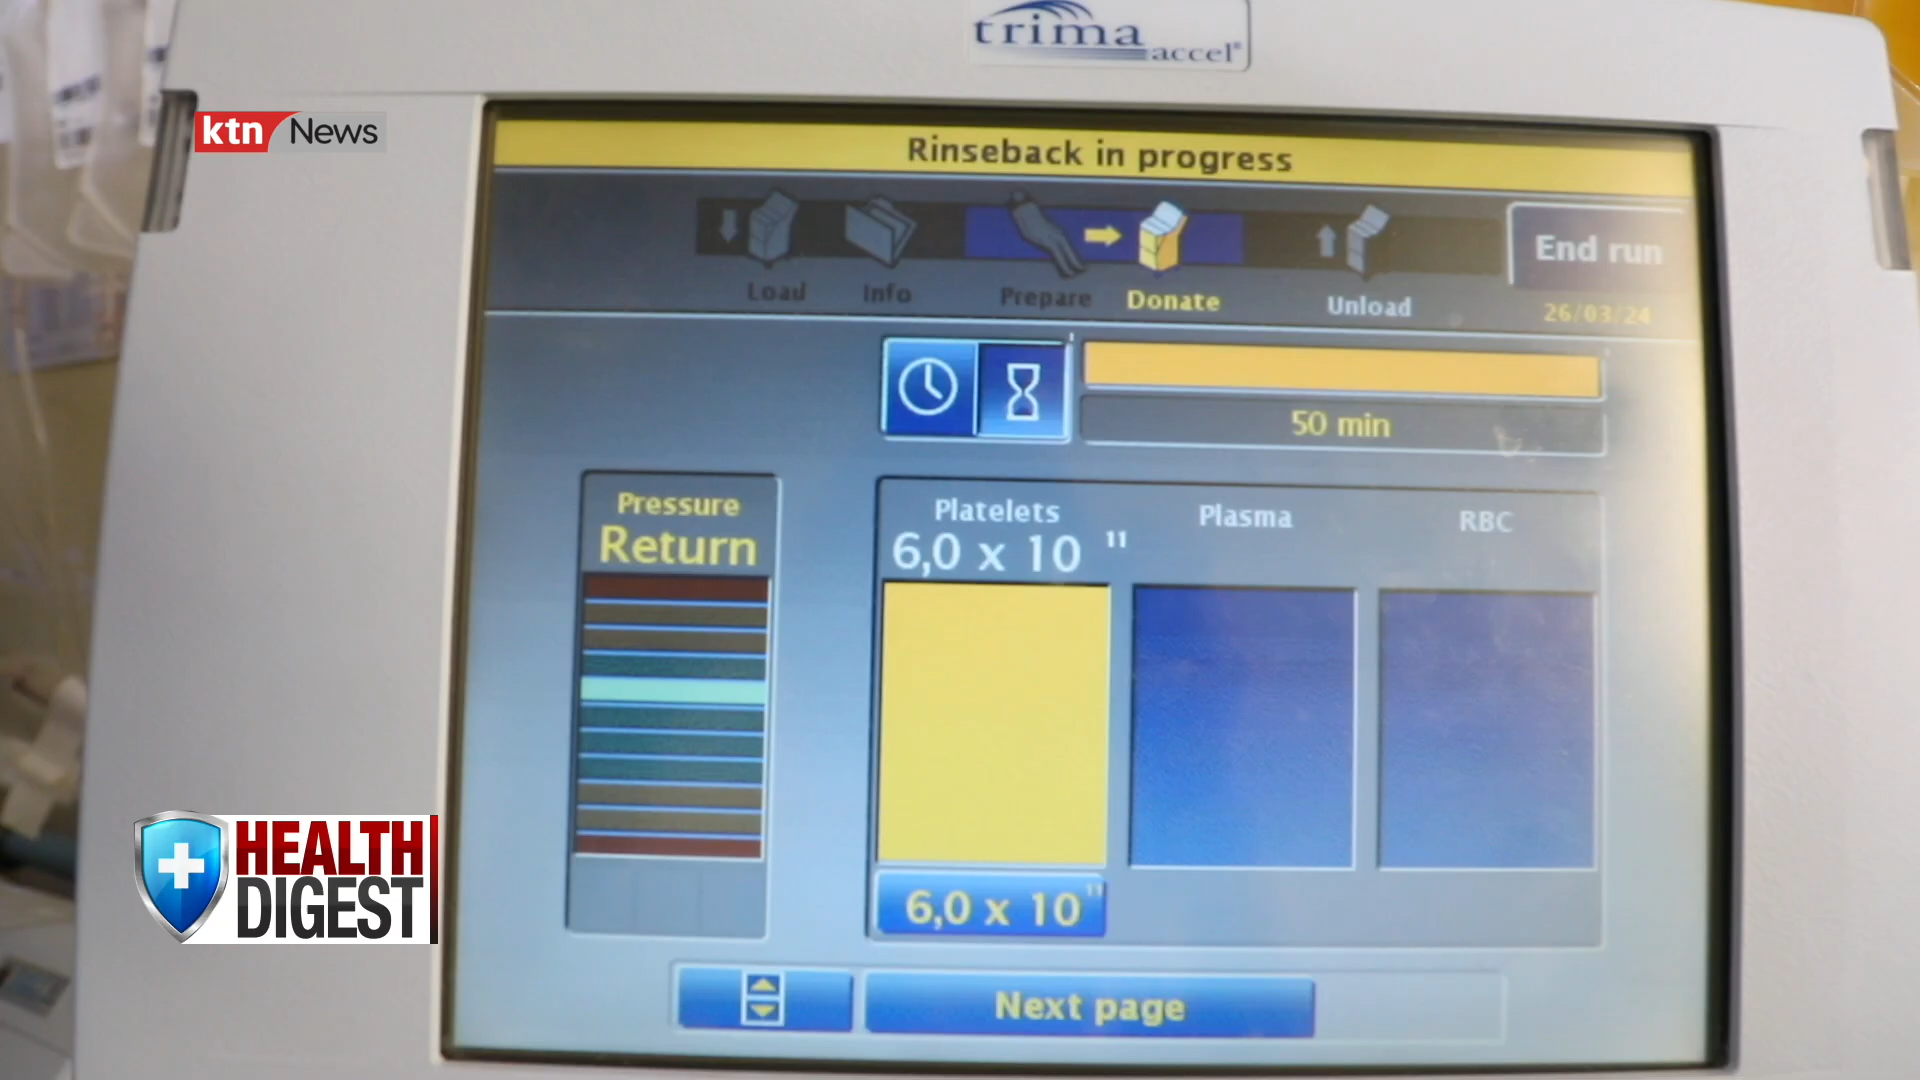 trima
accel®
ktn News
Rinseback in progress
Load
Info
Prepare
Donate
Unload
End run
26/03/24
50 min
Pressure
Return
Platelets
6,0 x 10 11
Plasma
RBC
6,0 x 10 11
HEALTH
DIGEST
Next page